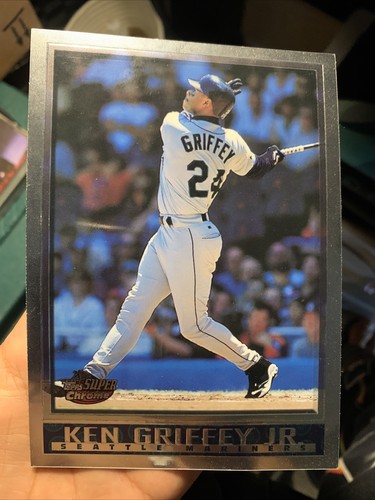 GRIFFEY
24
TOPPS
SUPER
CHROME
KEN GRIFFEY JR.
SEATTLE MARINERS